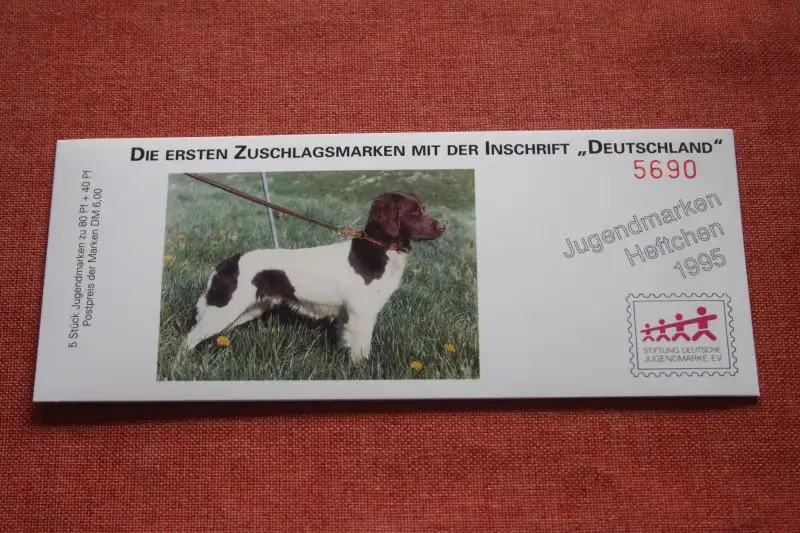 DIE ERSTEN ZUSCHLAGSMARKEN MIT DER INSCHRIFT „DEUTSCHLAND“
5690
5 Stück Jugendmarken zu 80 Pf + 40 Pf
Postpreis der Marken DM 6,00
Jugendmarken
Heftchen
1995
STIFTUNG DEUTSCHE
JUGENDMARKE E.V